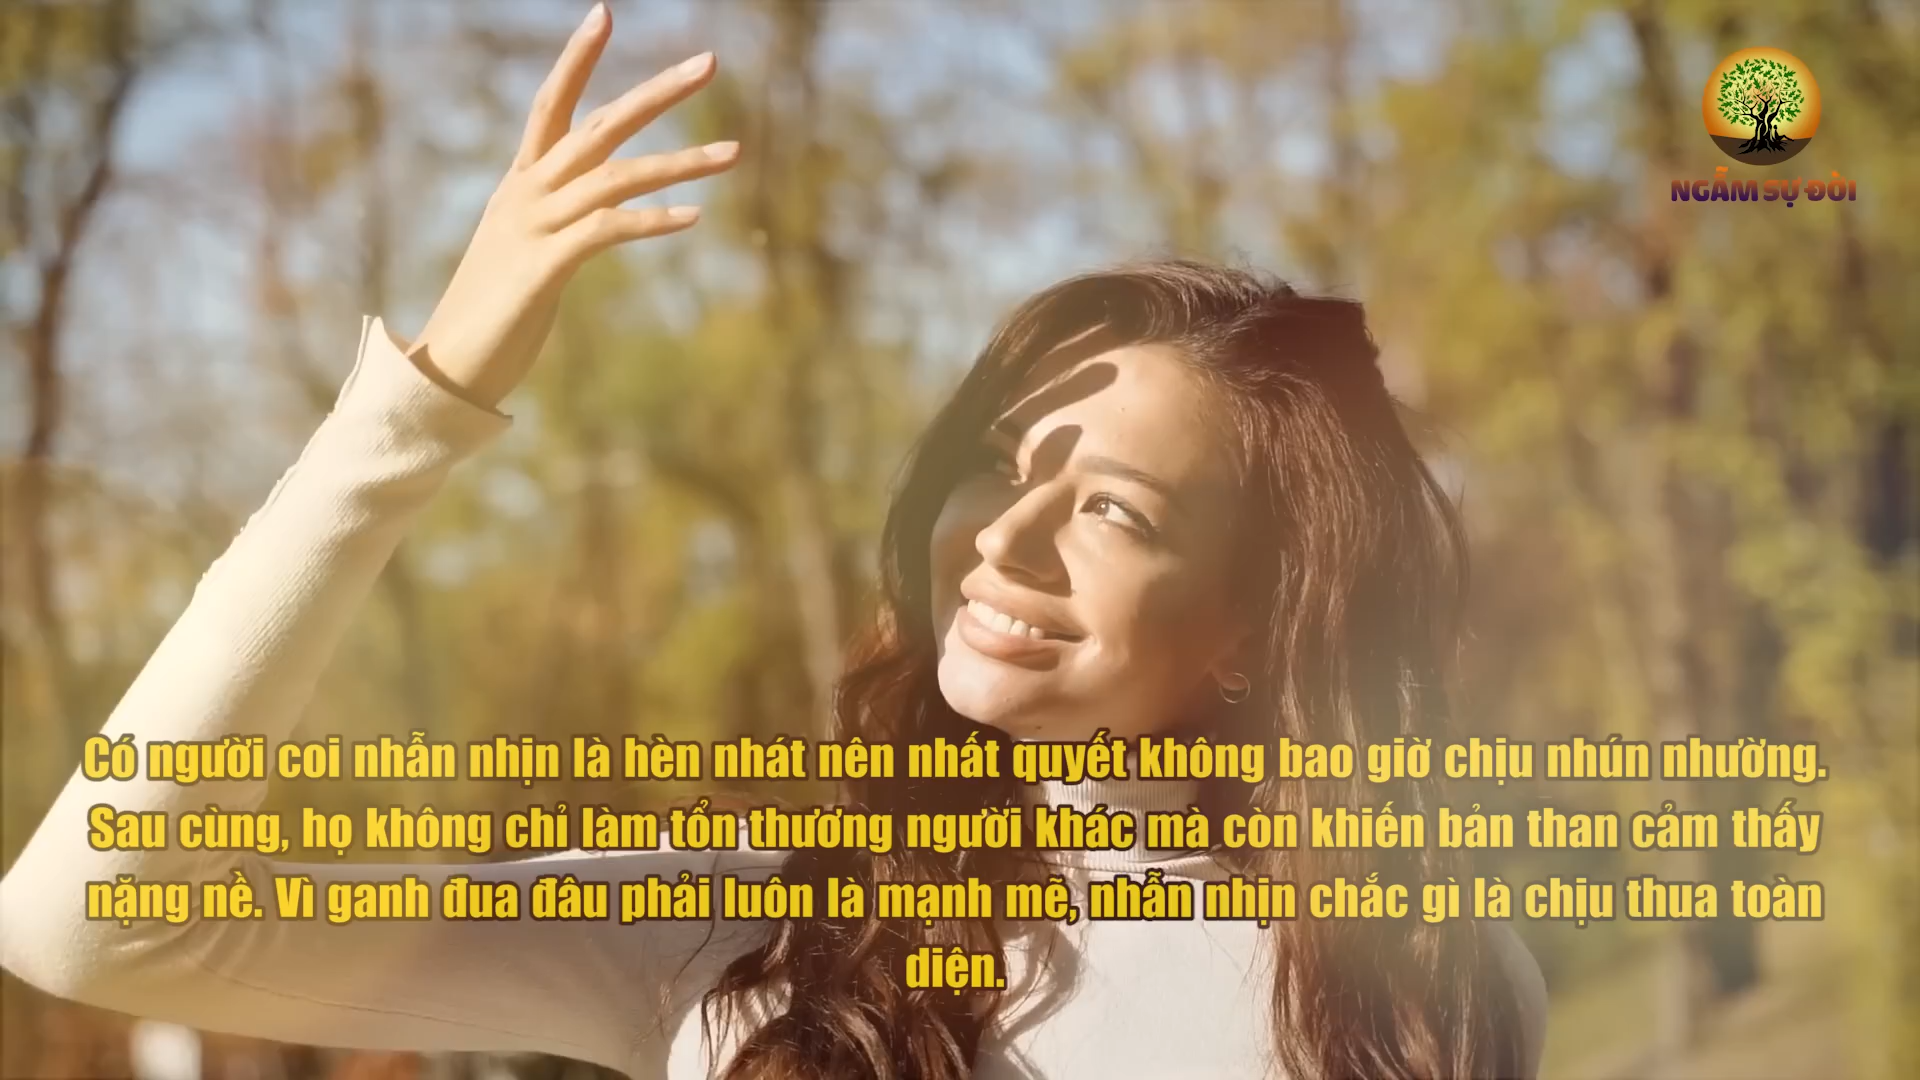 NGẪM SỰ ĐỜI
Có người coi nhẫn nhịn là hèn nhát nên nhất quyết không bao giờ chịu nhún nhường.
Sau cùng, họ không chỉ làm tổn thương người khác mà còn khiến bản than cảm thấy
nặng nề. Vì ganh đua đâu phải luôn là mạnh mẽ, nhẫn nhịn chắc gì là chịu thua toàn
diện.